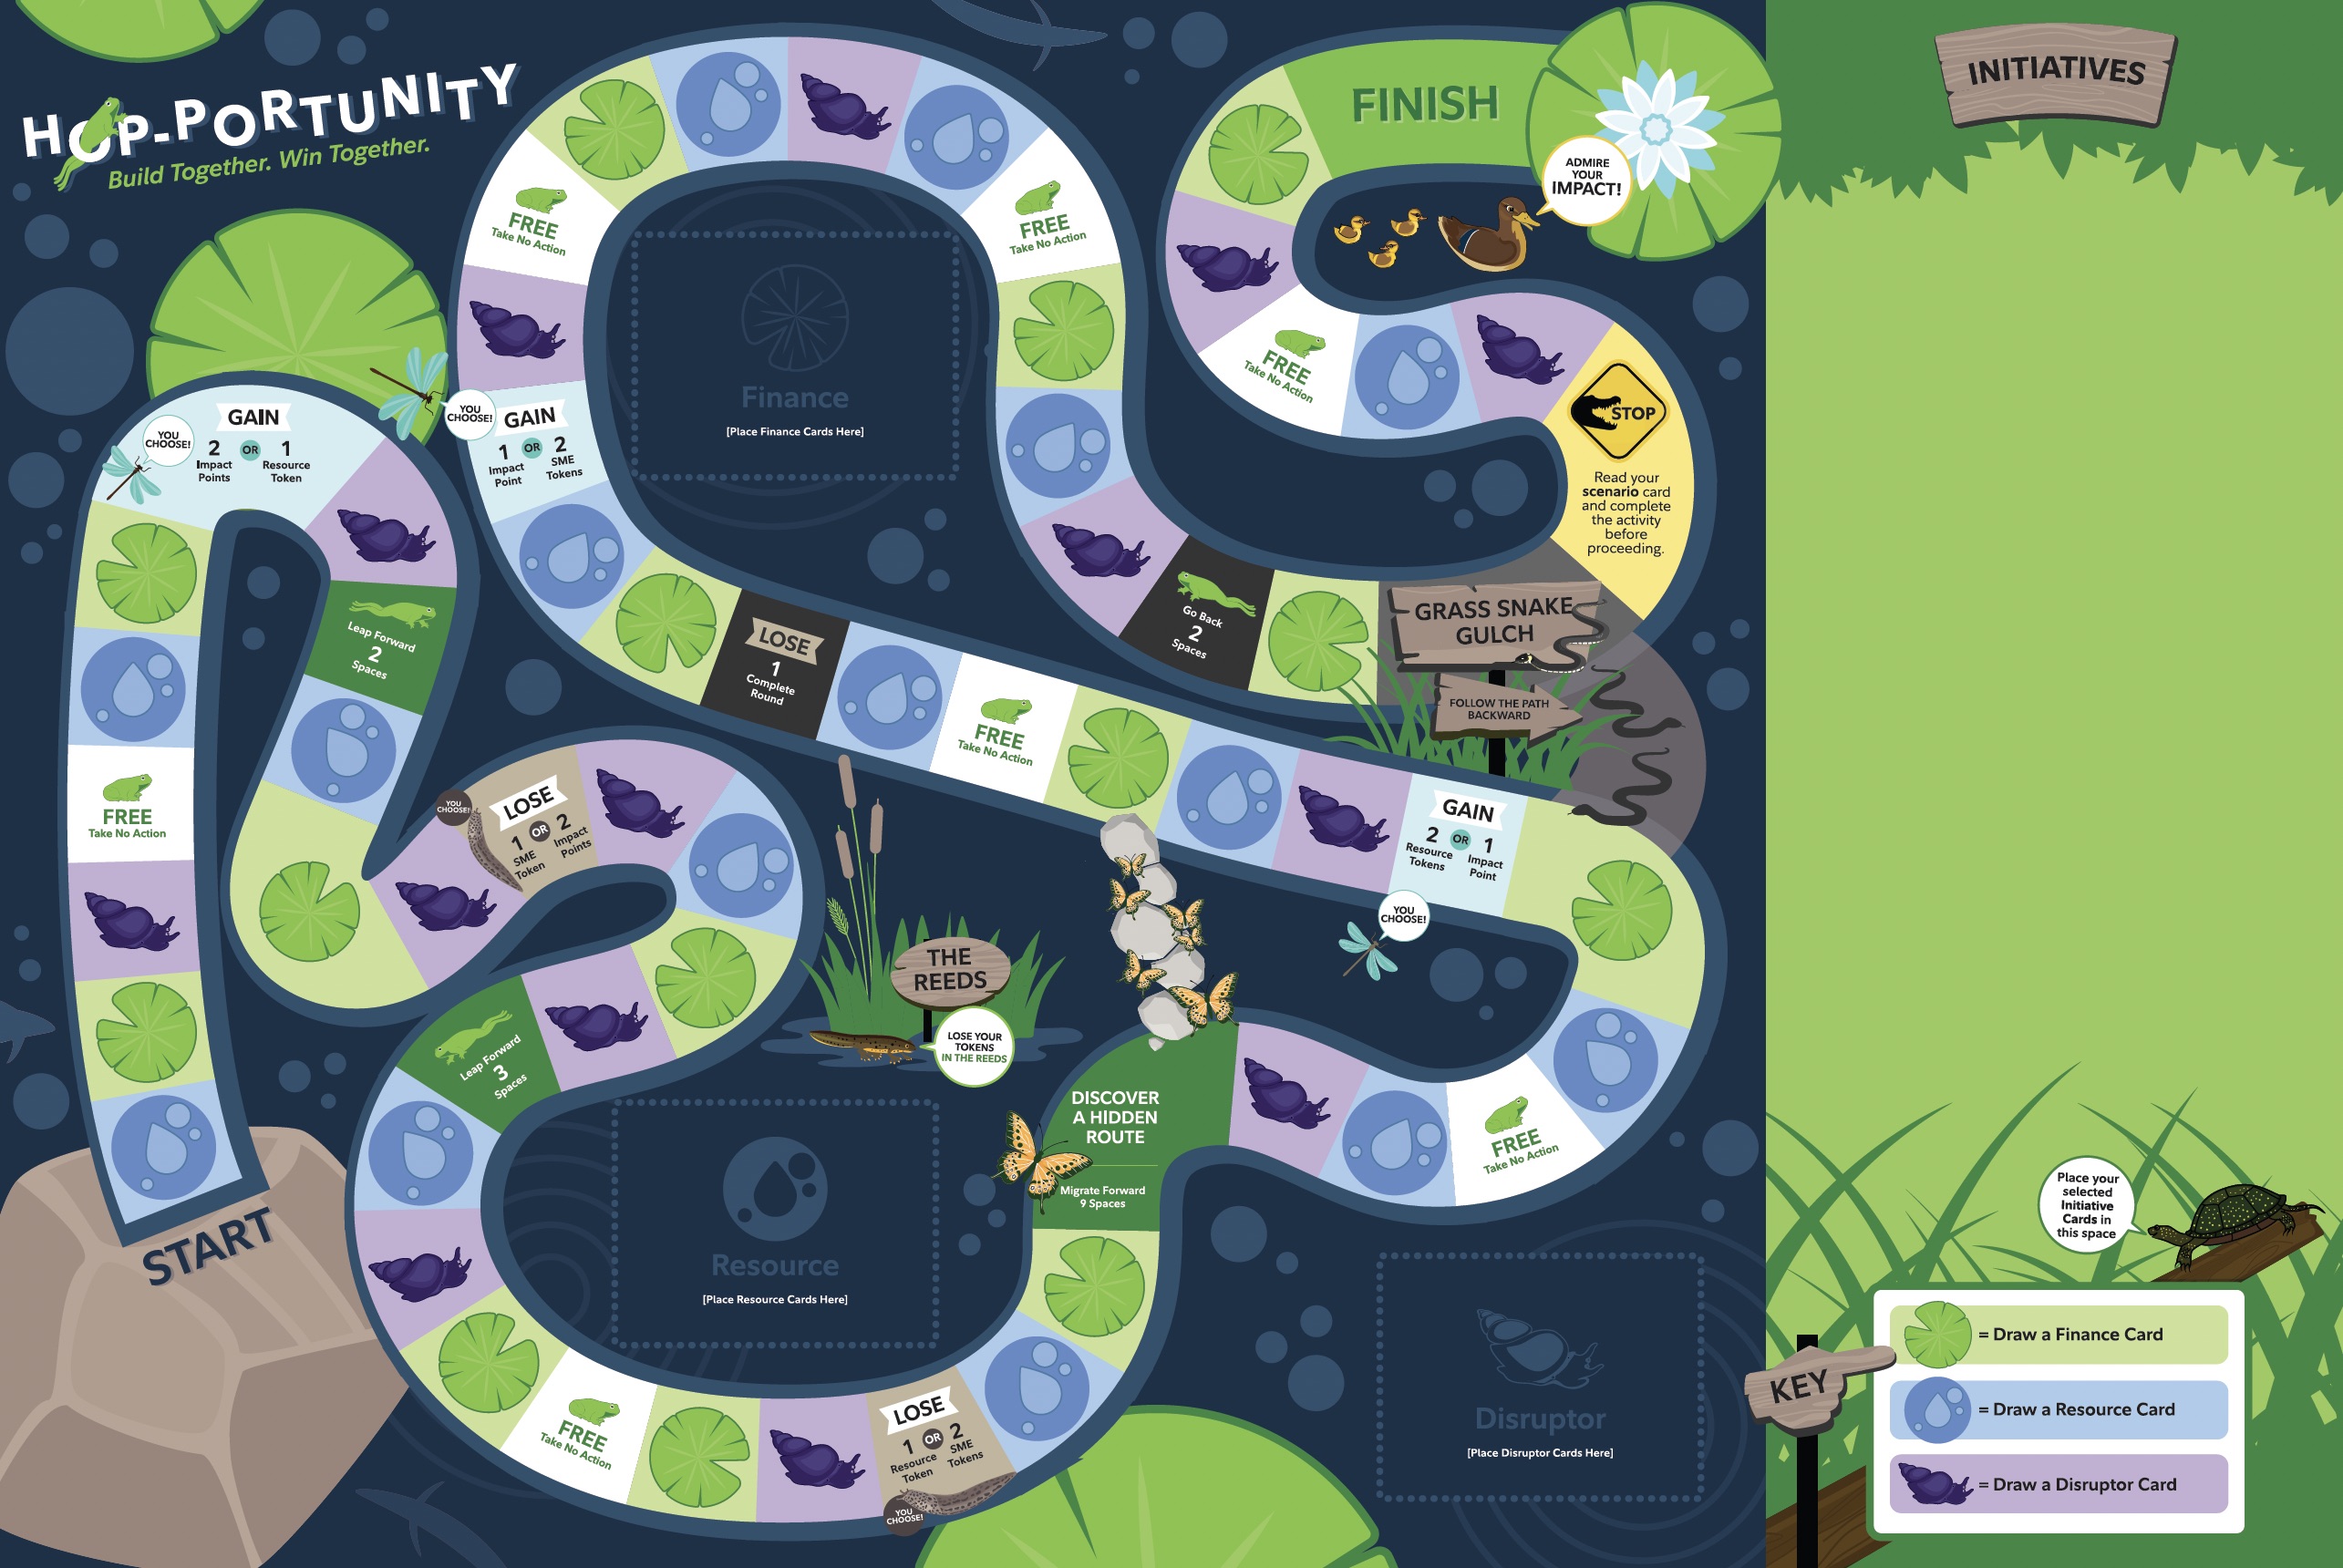 HOP-PORTUNITY
Build Together. Win Together.
INITIATIVES
FINISH
ADMIRE
YOUR
IMPACT!
FREE
Take No Action
FREE
Take No Action
Finance
[Place Finance Cards Here]
YOU
CHOOSE!
GAIN
2 OR 1
Impact Resource
Points Token
YOU
CHOOSE!
GAIN
1 OR 2
Impact SME
Point Tokens
FREE
Take No Action
STOP
Read your
scenario card
and complete
the activity
before
proceeding.
Leap Forward
2
Spaces
LOSE
1
Complete
Round
Go Back
2
Spaces
GRASS SNAKE
GULCH
FOLLOW THE PATH
BACKWARD
FREE
Take No Action
FREE
Take No Action
YOU
CHOOSE!
LOSE
1 OR 2
SME Impact
Token Points
GAIN
2 OR 1
Resource Impact
Tokens Point
YOU
CHOOSE!
THE
REEDS
LOSE YOUR
TOKENS
IN THE REEDS
Leap Forward
3
Spaces
DISCOVER
A HIDDEN
ROUTE
Migrate Forward
9 Spaces
FREE
Take No Action
START
Resource
[Place Resource Cards Here]
FREE
Take No Action
LOSE
1 OR 2
Resource SME
Token Tokens
YOU
CHOOSE!
Disruptor
[Place Disruptor Cards Here]
Place your
selected
Initiative
Cards in
this space
KEY
= Draw a Finance Card
= Draw a Resource Card
= Draw a Disruptor Card